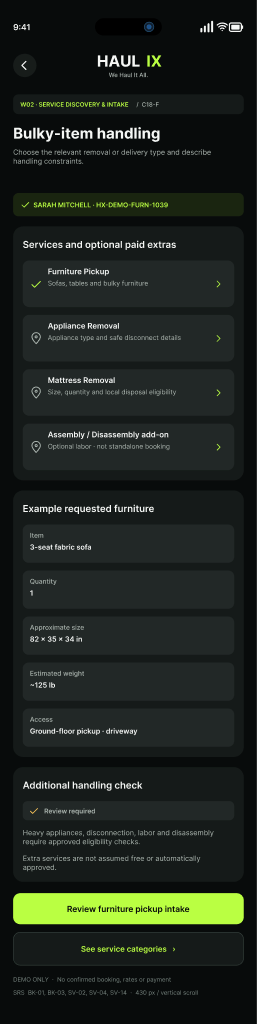 9:41
HAUL IX
We Haul It All.
W02 · SERVICE DISCOVERY & INTAKE / C18-F
Bulky-item handling
Choose the relevant removal or delivery type and describe
handling constraints.
SARAH MITCHELL · HX-DEMO-FURN-1039
Services and optional paid extras
Furniture Pickup
Sofas, tables and bulky furniture
Appliance Removal
Appliance type and safe disconnect details
Mattress Removal
Size, quantity and local disposal eligibility
Assembly / Disassembly add-on
Optional labor · not standalone booking
Example requested furniture
Item
3-seat fabric sofa
Quantity
1
Approximate size
82 × 35 × 34 in
Estimated weight
~125 lb
Access
Ground-floor pickup · driveway
Additional handling check
Review required
Heavy appliances, disconnection, labor and disassembly
require approved eligibility checks.
Extra services are not assumed free or automatically
approved.
Review furniture pickup intake
See service categories ›
DEMO ONLY · No confirmed booking, rates or payment
SRS BK-01, BK-03, SV-02, SV-04, SV-14 · 430 px / vertical scroll